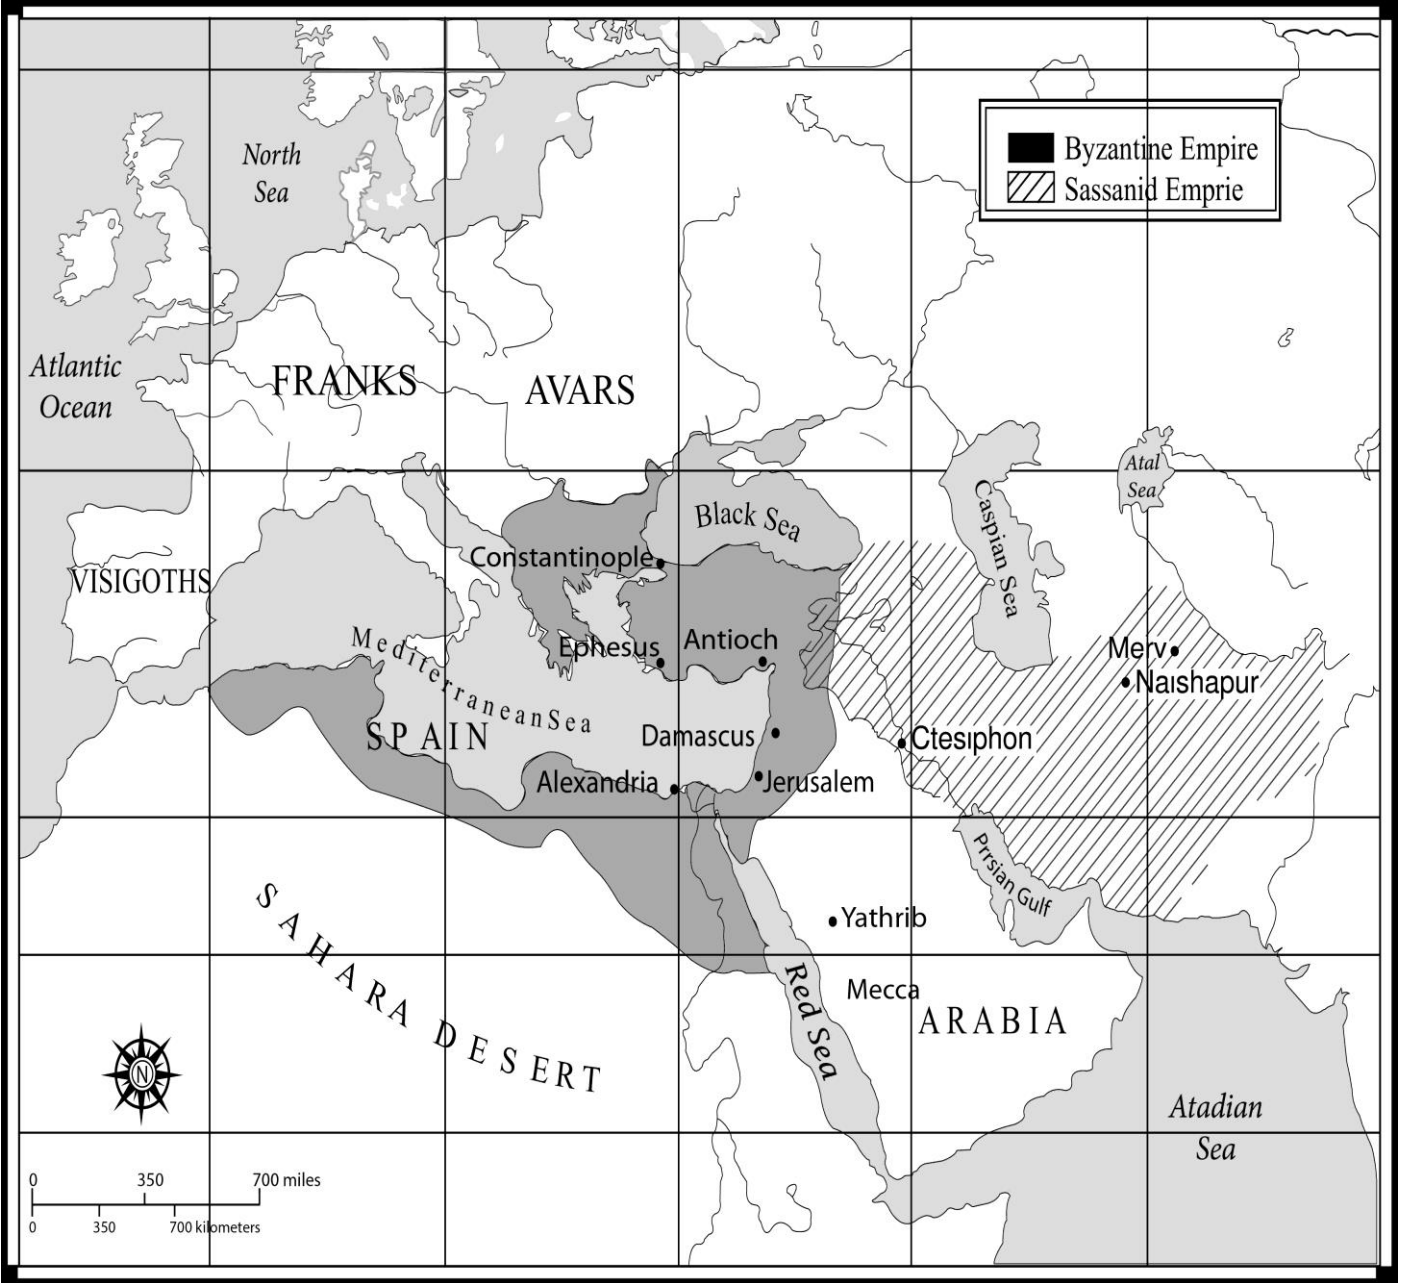 North
Sea
Byzantine Empire
Sassanid Emprie
Atlantic
Ocean
FRANKS
AVARS
Atal
Sea
Black Sea
Caspian Sea
Constantinople
VISIGOTHS
Ephesus
Antioch
Merv
Naıshapur
Mediterranean Sea
SPAIN
Damascus
Ctesıphon
Alexandria
Jerusalem
Prrsian Gulf
SAHARA DESERT
Yathrib
Red Sea
Mecca
ARABIA
N
Atadian
Sea
0 350 700 miles
0 350 700 kilometers